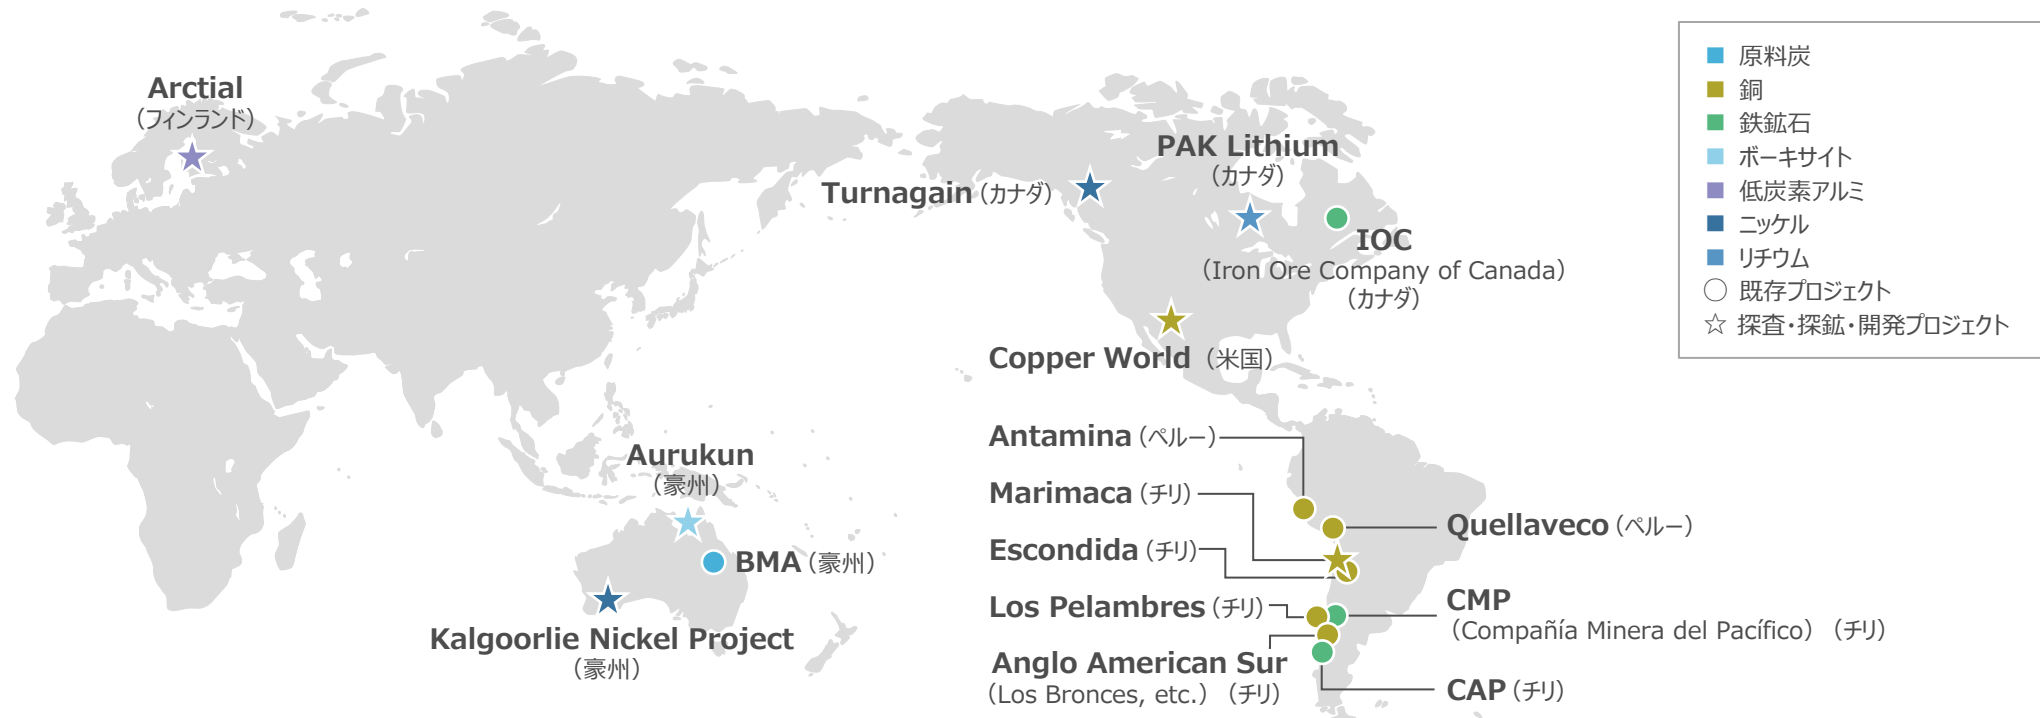 Arctial
（フィンランド）
Turnagain（カナダ）
PAK Lithium
（カナダ）
IOC
（Iron Ore Company of Canada）
（カナダ）
Copper World（米国）
Antamina（ペルー）
Marimaca（チリ）
Escondida（チリ）
Los Pelambres（チリ）
Anglo American Sur
（Los Bronces, etc.）（チリ）
Quellaveco（ペルー）
CMP
（Compañía Minera del Pacífico）（チリ）
CAP（チリ）
Aurukun
（豪州）
BMA（豪州）
Kalgoorlie Nickel Project
（豪州）
原料炭
銅
鉄鉱石
ボーキサイト
低炭素アルミ
ニッケル
リチウム
○ 既存プロジェクト
☆ 探査・探鉱・開発プロジェクト